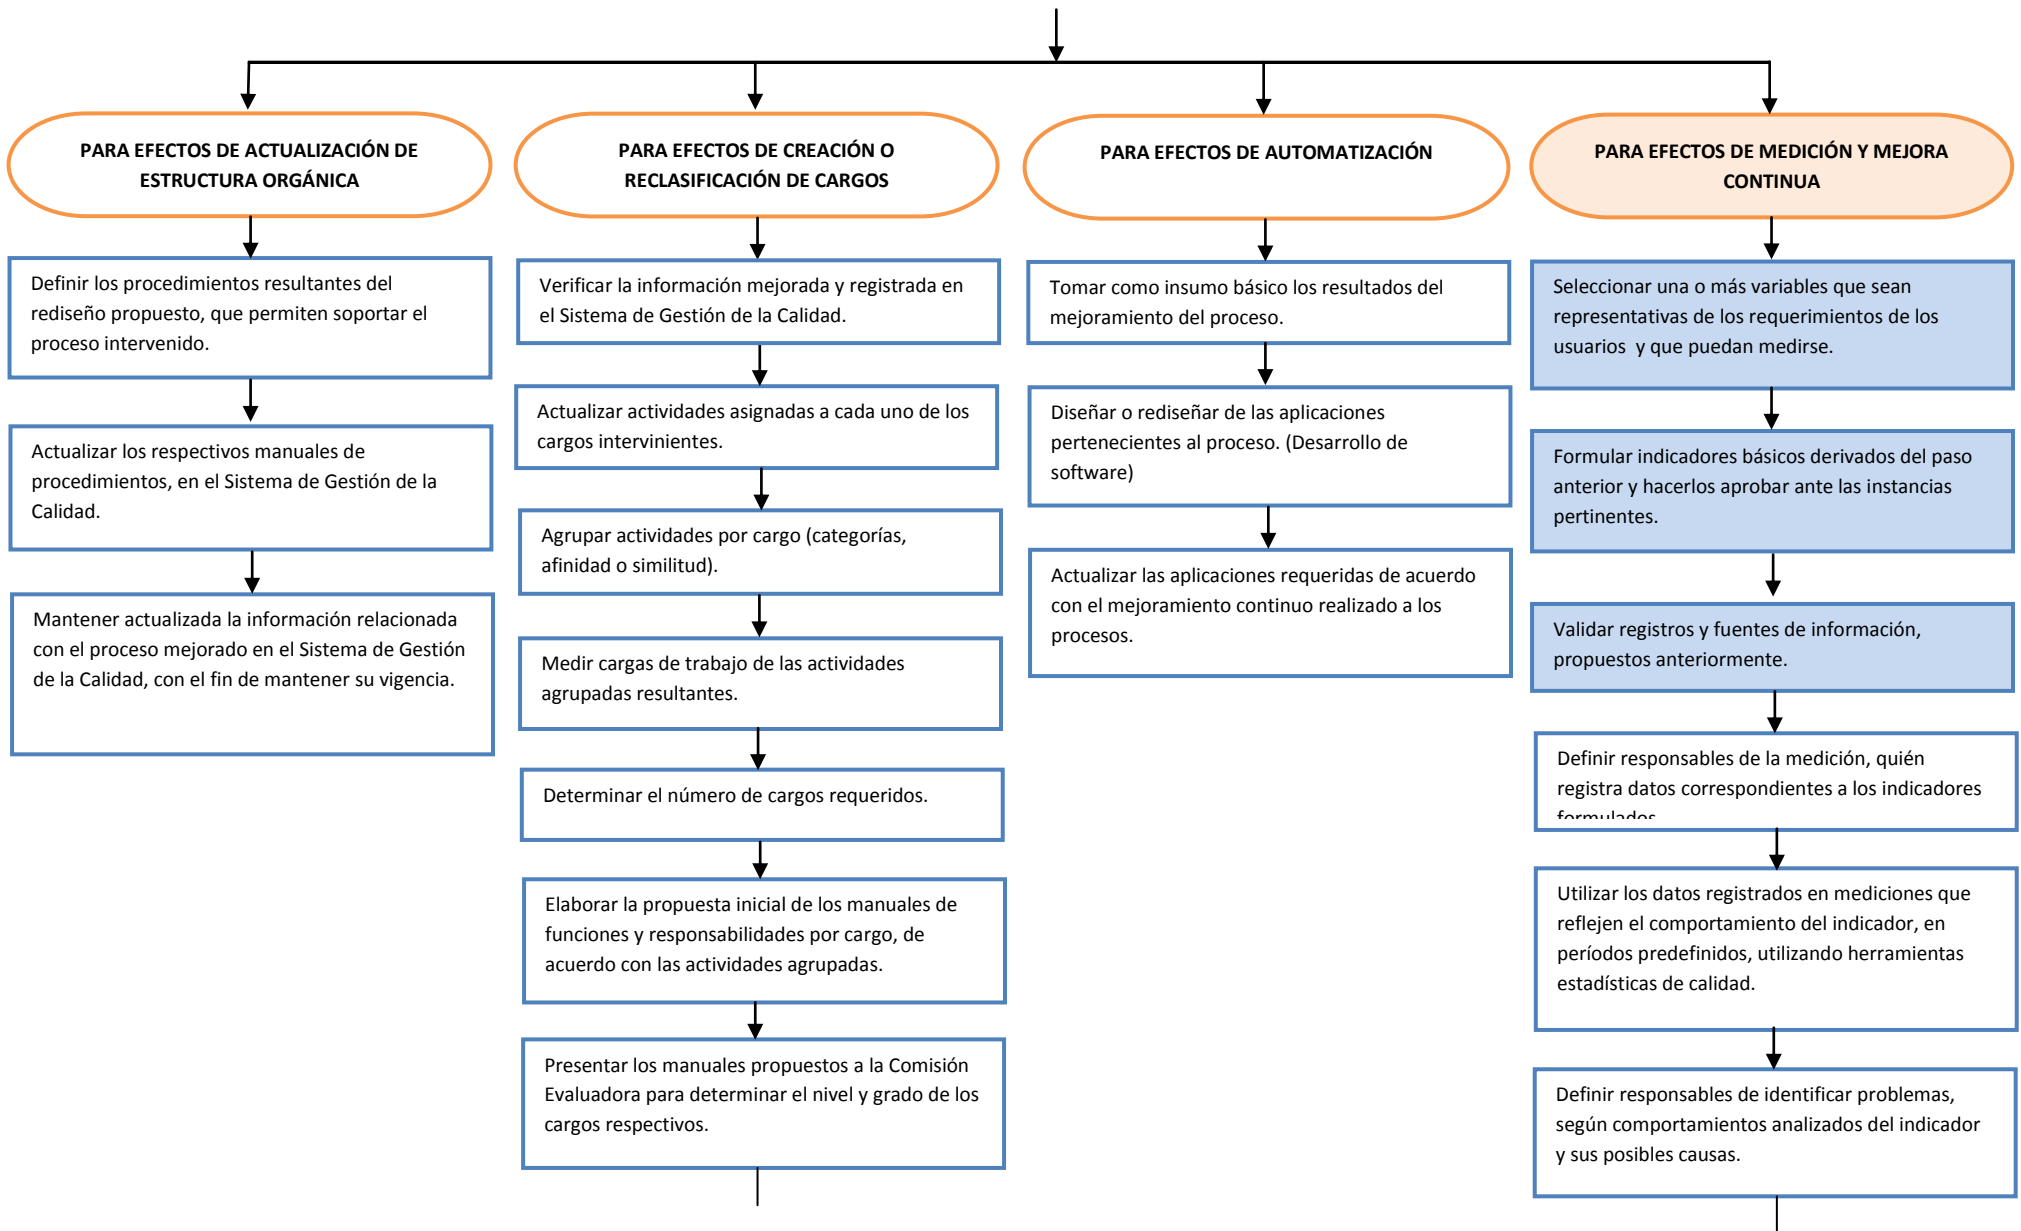 PARA EFECTOS DE ACTUALIZACIÓN DE
ESTRUCTURA ORGÁNICA
Definir los procedimientos resultantes del
rediseño propuesto, que permiten soportar el
proceso intervenido.
Actualizar los respectivos manuales de
procedimientos, en el Sistema de Gestión de la
Calidad.
Mantener actualizada la información relacionada
con el proceso mejorado en el Sistema de Gestión
de la Calidad, con el fin de mantener su vigencia.
PARA EFECTOS DE CREACIÓN O
RECLASIFICACIÓN DE CARGOS
Verificar la información mejorada y registrada en
el Sistema de Gestión de la Calidad.
Actualizar actividades asignadas a cada uno de los
cargos intervinientes.
Agrupar actividades por cargo (categorías,
afinidad o similitud).
Medir cargas de trabajo de las actividades
agrupadas resultantes.
Determinar el número de cargos requeridos.
Elaborar la propuesta inicial de los manuales de
funciones y responsabilidades por cargo, de
acuerdo con las actividades agrupadas.
Presentar los manuales propuestos a la Comisión
Evaluadora para determinar el nivel y grado de los
cargos respectivos.
PARA EFECTOS DE AUTOMATIZACIÓN
Tomar como insumo básico los resultados del
mejoramiento del proceso.
Diseñar o rediseñar de las aplicaciones
pertenecientes al proceso. (Desarrollo de
software)
Actualizar las aplicaciones requeridas de acuerdo
con el mejoramiento continuo realizado a los
procesos.
PARA EFECTOS DE MEDICIÓN Y MEJORA
CONTINUA
Seleccionar una o más variables que sean
representativas de los requerimientos de los
usuarios y que puedan medirse.
Formular indicadores básicos derivados del paso
anterior y hacerlos aprobar ante las instancias
pertinentes.
Validar registros y fuentes de información,
propuestos anteriormente.
Definir responsables de la medición, quién
registra datos correspondientes a los indicadores
formulados
Utilizar los datos registrados en mediciones que
reflejen el comportamiento del indicador, en
períodos predefinidos, utilizando herramientas
estadísticas de calidad.
Definir responsables de identificar problemas,
según comportamientos analizados del indicador
y sus posibles causas.